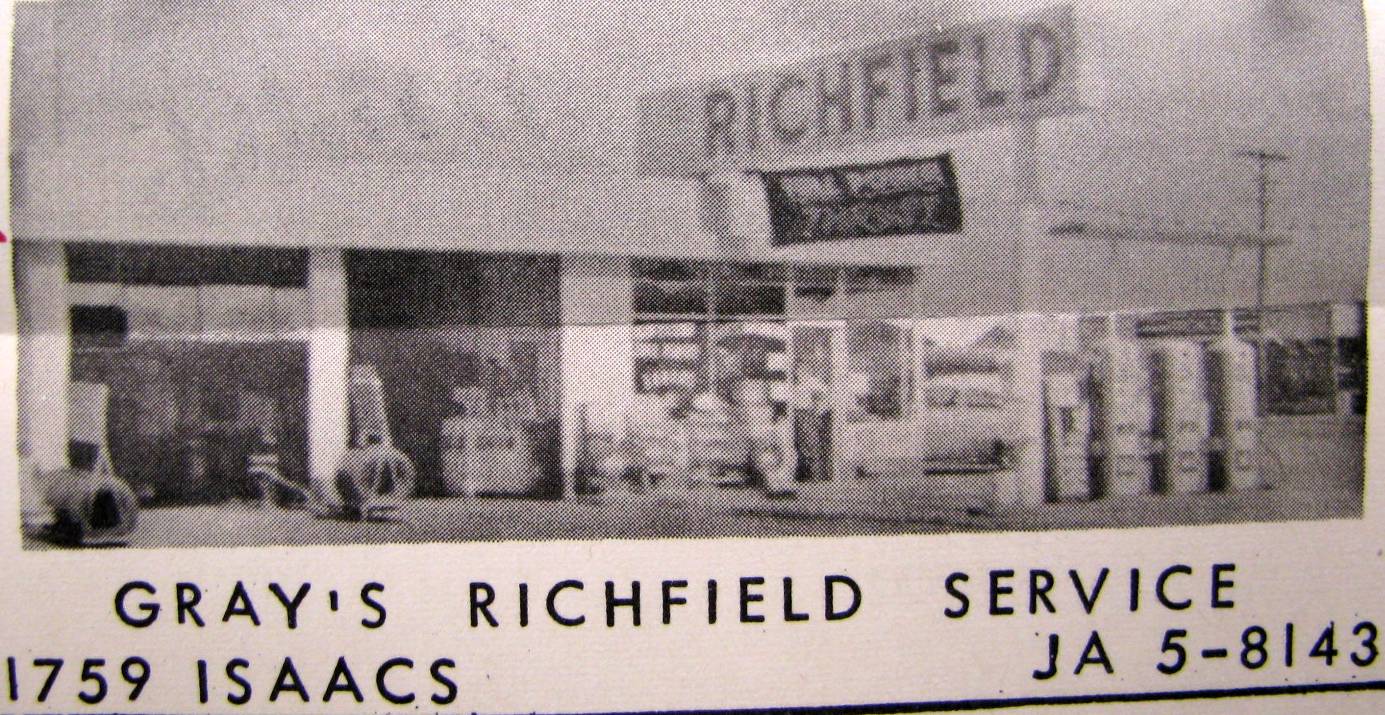 RICHFIELD
GRAY'S RICHFIELD SERVICE
1759 ISAACS
JA 5-8143